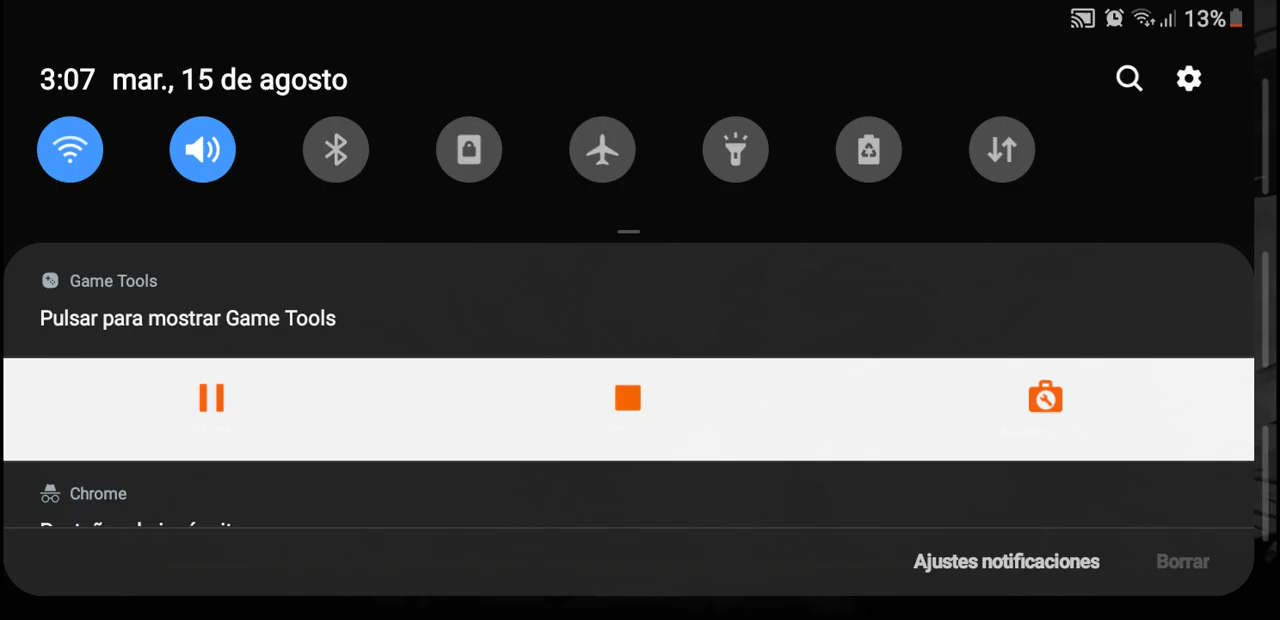 13%
3:07 mar., 15 de agosto
Game Tools
Pulsar para mostrar Game Tools
Chrome
Ajustes notificaciones Borrar